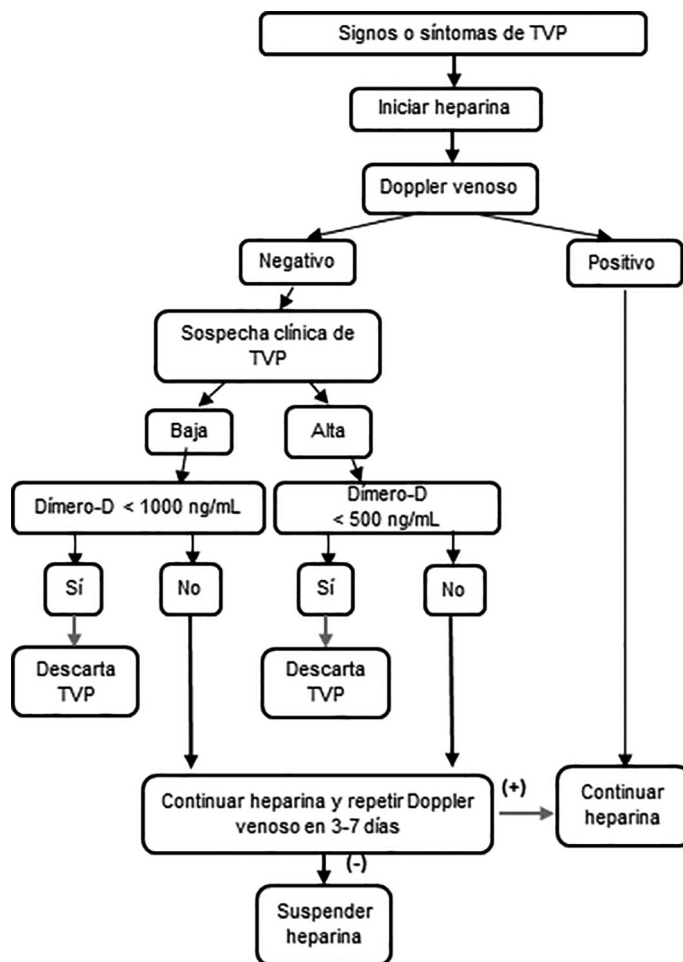 Signos o síntomas de TVP
Iniciar heparina
Doppler venoso
Negativo
Positivo
Sospecha clínica de
TVP
Baja
Alta
Dímero-D < 1000 ng/mL
Dímero-D
< 500 ng/mL
Sí
No
Sí
No
Descarta
TVP
Descarta
TVP
Continuar heparina y repetir Doppler
venoso en 3-7 días
(+)
Continuar
heparina
(-)
Suspender
heparina